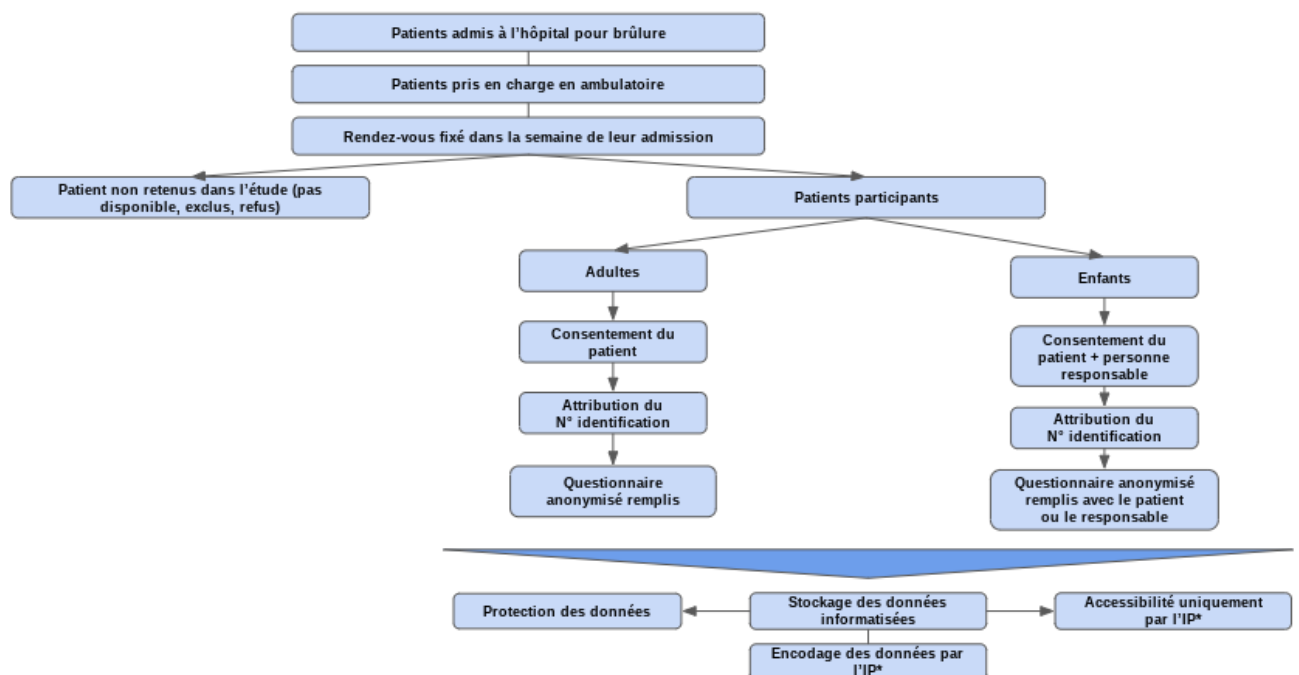 Patients admis à l'hôpital pour brûlure
Patients pris en charge en ambulatoire
Rendez-vous fixé dans la semaine de leur admission
Patient non retenus dans l'étude (pas
disponible, exclus, refus)
Patients participants
Adultes
Enfants
Consentement du
patient
Consentement du
patient + personne
responsable
Attribution du
N° identification
Attribution du
N° identification
Questionnaire
anonymisé remplis
Questionnaire anonymisé
remplis avec le patient
ou le responsable
Protection des données
Stockage des données
informatisées
Accessibilité uniquement
par l'IP*
Encodage des données par
l'IP*